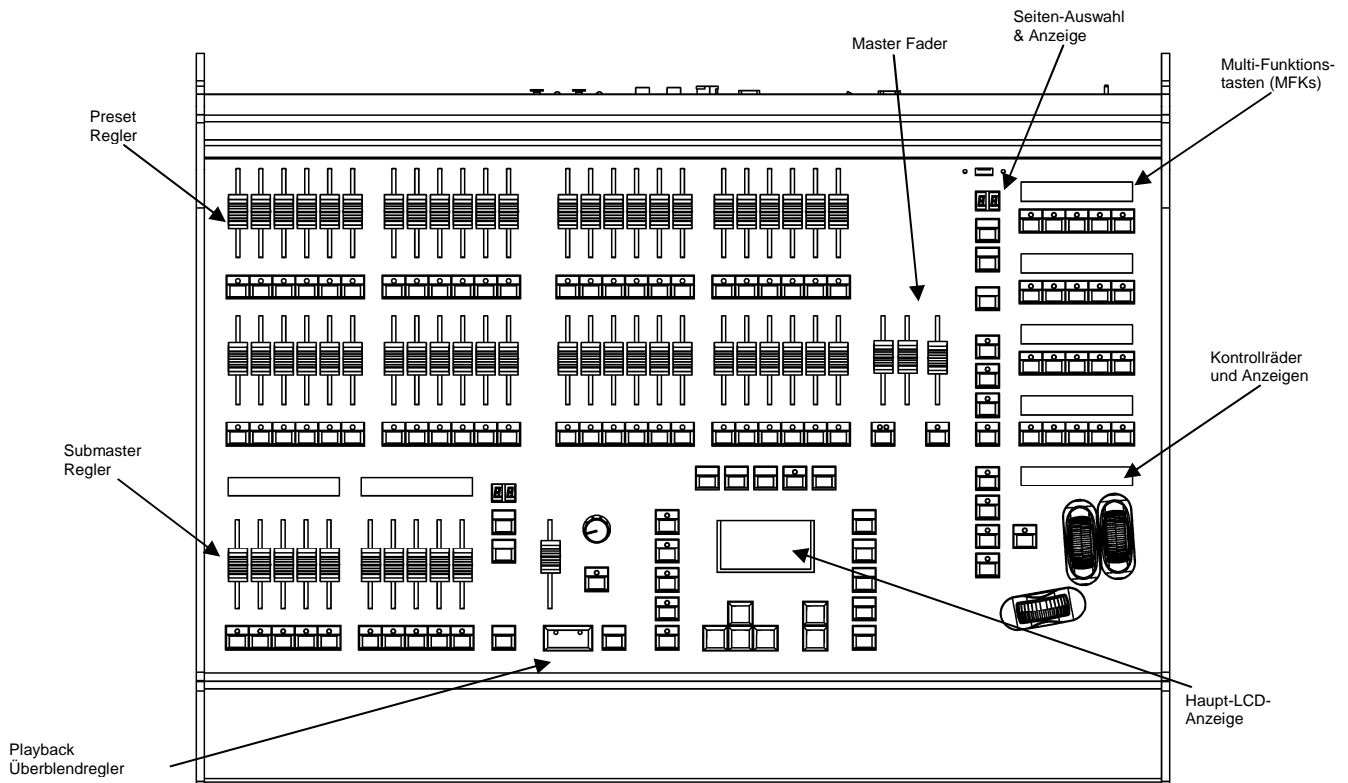 Seiten-Auswahl
& Anzeige
Master Fader
Multi-Funktions-
tasten (MFKs)
Preset
Regler
Kontrollräder
und Anzeigen
Submaster
Regler
Haupt-LCD-
Anzeige
Playback
Überblendregler